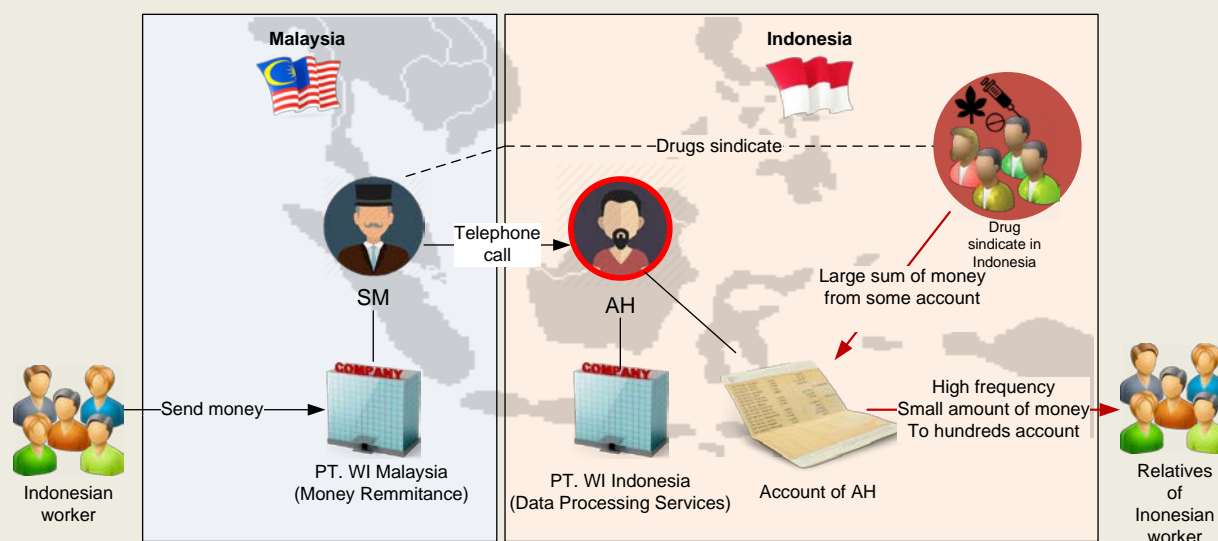 Malaysia
Indonesia
Drugs sindicate
Drug
sindicate in
Indonesia
Telephone
call
SM
AH
Large sum of money
from some account
COMPANY
COMPANY
Send money
High frequency
Small amount of money
To hundreds account
Indonesian
worker
PT. WI Malaysia
(Money Remmitance)
PT. WI Indonesia
(Data Processing Services)
Account of AH
Relatives
of
Inonesian
worker